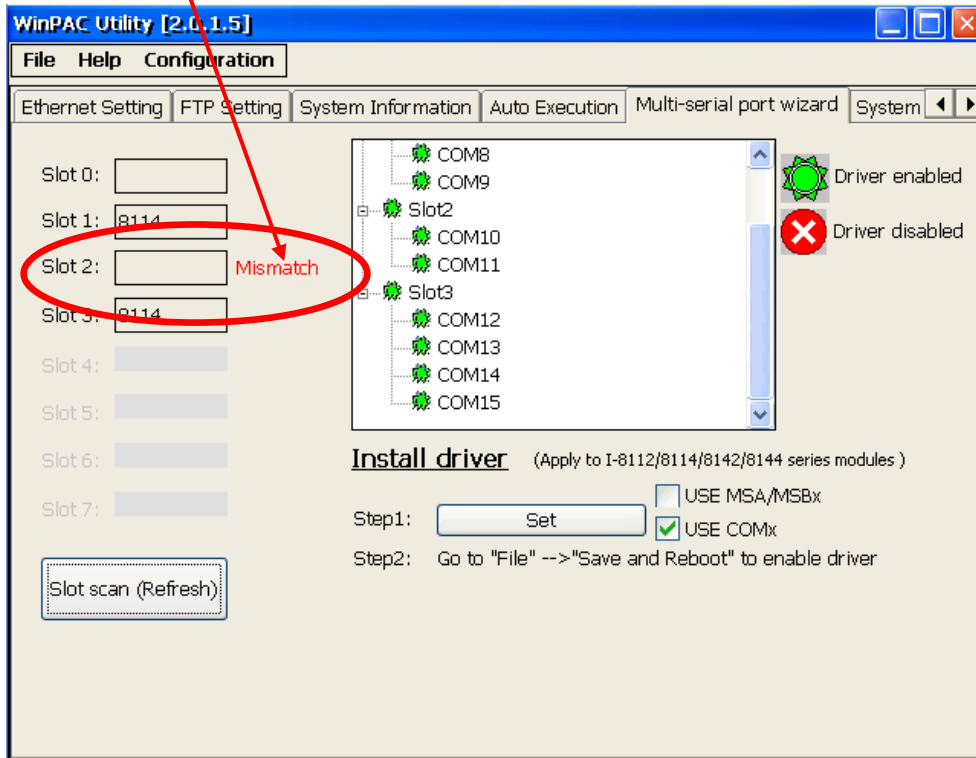 WinPAC Utility [2.0.1.5]
File Help Configuration
Ethernet Setting FTP Setting System Information Auto Execution Multi-serial port wizard System
Slot 0:
Slot 1: 8114
Slot 2: Mismatch
Slot 3: 8114
Slot 4:
Slot 5:
Slot 6:
Slot 7:
Slot scan (Refresh)
COM8
COM9
Slot2
COM10
COM11
Slot3
COM12
COM13
COM14
COM15
Driver enabled
Driver disabled
Install driver (Apply to I-8112/8114/8142/8144 series modules )
USE MSA/MSBx
Step1: Set
USE COMx
Step2: Go to "File" -->"Save and Reboot" to enable driver